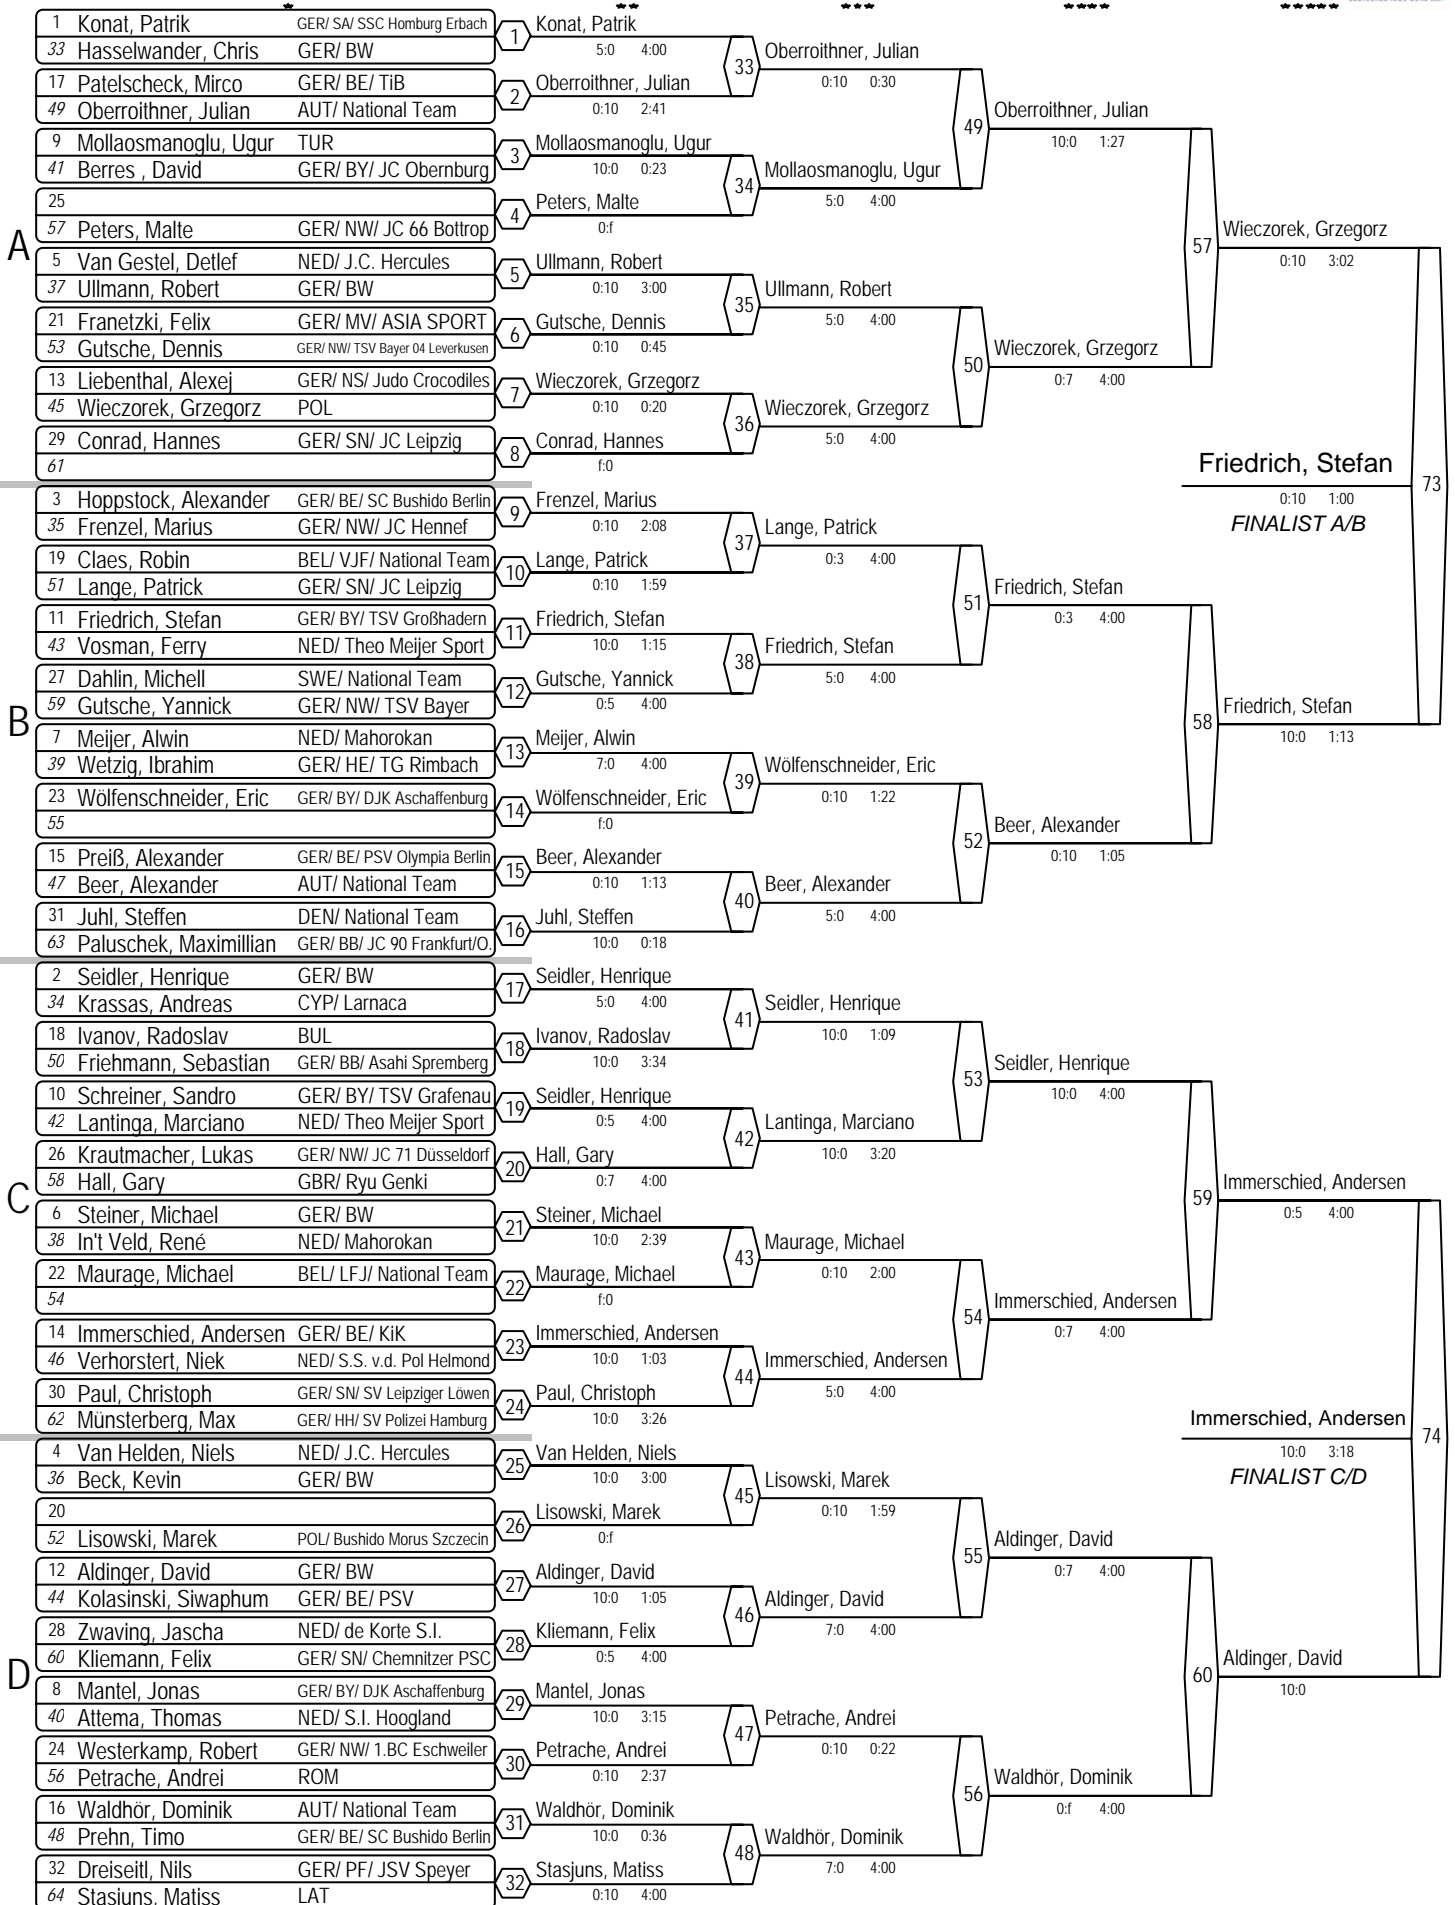 * ** *** **** *****
A
1 Konat, Patrik GER/ SA/ SSC Homburg Erbach
33 Hasselwander, Chris GER/ BW
17 Patelscheck, Mirco GER/ BE/ TiB
49 Oberroithner, Julian AUT/ National Team
9 Mollaosmanoglu, Ugur TUR
41 Berres , David GER/ BY/ JC Obernburg
25
57 Peters, Malte GER/ NW/ JC 66 Bottrop
5 Van Gestel, Detlef NED/ J.C. Hercules
37 Ullmann, Robert GER/ BW
21 Franetzki, Felix GER/ MV/ ASIA SPORT
53 Gutsche, Dennis GER/ NW/ TSV Bayer 04 Leverkusen
13 Liebenthal, Alexej GER/ NS/ Judo Crocodiles
45 Wieczorek, Grzegorz POL
29 Conrad, Hannes GER/ SN/ JC Leipzig
61
B
3 Hoppstock, Alexander GER/ BE/ SC Bushido Berlin
35 Frenzel, Marius GER/ NW/ JC Hennef
19 Claes, Robin BEL/ VJF/ National Team
51 Lange, Patrick GER/ SN/ JC Leipzig
11 Friedrich, Stefan GER/ BY/ TSV Großhadern
43 Vosman, Ferry NED/ Theo Meijer Sport
27 Dahlin, Michell SWE/ National Team
59 Gutsche, Yannick GER/ NW/ TSV Bayer
7 Meijer, Alwin NED/ Mahorokan
39 Wetzig, Ibrahim GER/ HE/ TG Rimbach
23 Wölfenschneider, Eric GER/ BY/ DJK Aschaffenburg
55
15 Preiß, Alexander GER/ BE/ PSV Olympia Berlin
47 Beer, Alexander AUT/ National Team
31 Juhl, Steffen DEN/ National Team
63 Paluschek, Maximillian GER/ BB/ JC 90 Frankfurt/O.
C
2 Seidler, Henrique GER/ BW
34 Krassas, Andreas CYP/ Larnaca
18 Ivanov, Radoslav BUL
50 Friehmann, Sebastian GER/ BB/ Asahi Spremberg
10 Schreiner, Sandro GER/ BY/ TSV Grafenau
42 Lantinga, Marciano NED/ Theo Meijer Sport
26 Krautmacher, Lukas GER/ NW/ JC 71 Düsseldorf
58 Hall, Gary GBR/ Ryu Genki
6 Steiner, Michael GER/ BW
38 In't Veld, René NED/ Mahorokan
22 Maurage, Michael BEL/ LFJ/ National Team
54
14 Immerschied, Andersen GER/ BE/ KiK
46 Verhorstert, Niek NED/ S.S. v.d. Pol Helmond
30 Paul, Christoph GER/ SN/ SV Leipziger Löwen
62 Münsterberg, Max GER/ HH/ SV Polizei Hamburg
D
4 Van Helden, Niels NED/ J.C. Hercules
36 Beck, Kevin GER/ BW
20
52 Lisowski, Marek POL/ Bushido Morus Szczecin
12 Aldinger, David GER/ BW
44 Kolasinski, Siwaphum GER/ BE/ PSV
28 Zwaving, Jascha NED/ de Korte S.I.
60 Kliemann, Felix GER/ SN/ Chemnitzer PSC
8 Mantel, Jonas GER/ BY/ DJK Aschaffenburg
40 Attema, Thomas NED/ S.I. Hoogland
24 Westerkamp, Robert GER/ NW/ 1.BC Eschweiler
56 Petrache, Andrei ROM
16 Waldhör, Dominik AUT/ National Team
48 Prehn, Timo GER/ BE/ SC Bushido Berlin
32 Dreiseitl, Nils GER/ PF/ JSV Speyer
64 Stasjuns, Matiss LAT
1 Konat, Patrik
5:0 4:00
2 Oberroithner, Julian
0:10 2:41
3 Mollaosmanoglu, Ugur
10:0 0:23
4 Peters, Malte
0:f
5 Ullmann, Robert
0:10 3:00
6 Gutsche, Dennis
0:10 0:45
7 Wieczorek, Grzegorz
0:10 0:20
8 Conrad, Hannes
f:0
9 Frenzel, Marius
0:10 2:08
10 Lange, Patrick
0:10 1:59
11 Friedrich, Stefan
10:0 1:15
12 Gutsche, Yannick
0:5 4:00
13 Meijer, Alwin
7:0 4:00
14 Wölfenschneider, Eric
f:0
15 Beer, Alexander
0:10 1:13
16 Juhl, Steffen
10:0 0:18
17 Seidler, Henrique
5:0 4:00
18 Ivanov, Radoslav
10:0 3:34
19 Seidler, Henrique
0:5 4:00
20 Hall, Gary
0:7 4:00
21 Steiner, Michael
10:0 2:39
22 Maurage, Michael
f:0
23 Immerschied, Andersen
10:0 1:03
24 Paul, Christoph
10:0 3:26
25 Van Helden, Niels
10:0 3:00
26 Lisowski, Marek
0:f
27 Aldinger, David
10:0 1:05
28 Kliemann, Felix
0:5 4:00
29 Mantel, Jonas
10:0 3:15
30 Petrache, Andrei
0:10 2:37
31 Waldhör, Dominik
10:0 0:36
32 Stasjuns, Matiss
0:10 4:00
33 Oberroithner, Julian
0:10 0:30
34 Mollaosmanoglu, Ugur
5:0 4:00
35 Ullmann, Robert
5:0 4:00
36 Wieczorek, Grzegorz
5:0 4:00
37 Lange, Patrick
0:3 4:00
38 Friedrich, Stefan
5:0 4:00
39 Wölfenschneider, Eric
0:10 1:22
40 Beer, Alexander
5:0 4:00
41 Seidler, Henrique
10:0 1:09
42 Lantinga, Marciano
10:0 3:20
43 Maurage, Michael
0:10 2:00
44 Immerschied, Andersen
5:0 4:00
45 Lisowski, Marek
0:10 1:59
46 Aldinger, David
7:0 4:00
47 Petrache, Andrei
0:10 0:22
48 Waldhör, Dominik
7:0 4:00
49 Oberroithner, Julian
10:0 1:27
50 Wieczorek, Grzegorz
0:7 4:00
51 Friedrich, Stefan
0:3 4:00
52 Beer, Alexander
0:10 1:05
53 Seidler, Henrique
10:0 4:00
54 Immerschied, Andersen
0:7 4:00
55 Aldinger, David
0:7 4:00
56 Waldhör, Dominik
0:f 4:00
57 Wieczorek, Grzegorz
0:10 3:02
58 Friedrich, Stefan
10:0 1:13
59 Immerschied, Andersen
0:5 4:00
60 Aldinger, David
10:0
Friedrich, Stefan 73
0:10 1:00
FINALIST A/B
Immerschied, Andersen 74
10:0 3:18
FINALIST C/D